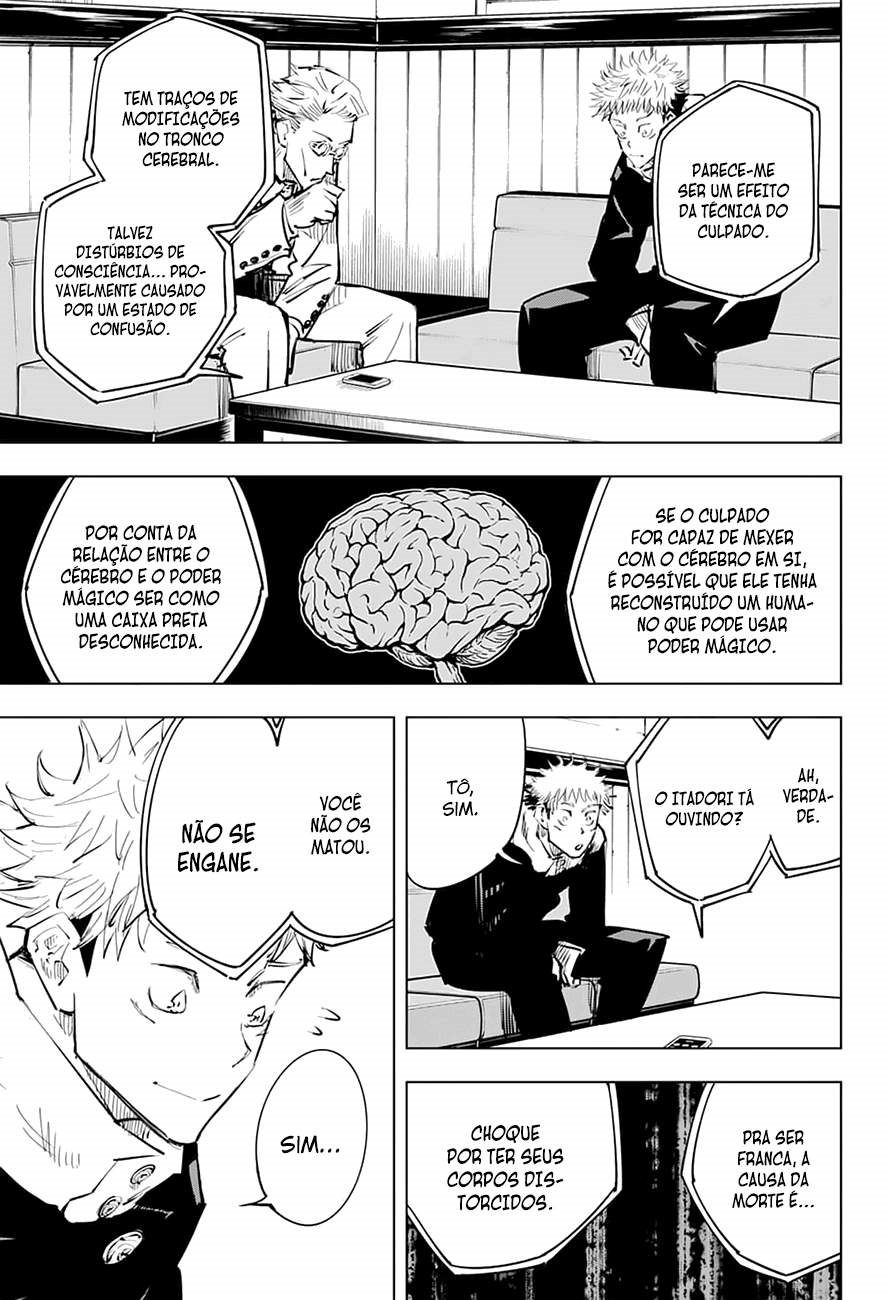 PARECE-ME
SER UM EFEITO
DA TÉCNICA DO
CULPADO.
TEM TRAÇOS DE
MODIFICAÇÕES
NO TRONCO
CEREBRAL.
TALVEZ
DISTÚRBIOS DE
CONSCIÊNCIA... PRO-
VAVELMENTE CAUSADO
POR UM ESTADO DE
CONFUSÃO.
SE O CULPADO
FOR CAPAZ DE MEXER
COM O CÉREBRO EM SI,
É POSSÍVEL QUE ELE TENHA
RECONSTRUÍDO UM HUMA-
NO QUE PODE USAR
PODER MÁGICO.
POR CONTA DA
RELAÇÃO ENTRE O
CÉREBRO E O PODER
MÁGICO SER COMO
UMA CAIXA PRETA
DESCONHECIDA.
AH,
VERDA-
DE.
O ITADORI TÁ
OUVINDO?
TÔ,
SIM.
PRA SER
FRANCA, A
CAUSA DA
MORTE É...
CHOQUE
POR TER SEUS
CORPOS DIS-
TORCIDOS.
VOCÊ
NÃO OS
MATOU.
NÃO SE
ENGANE.
SIM...